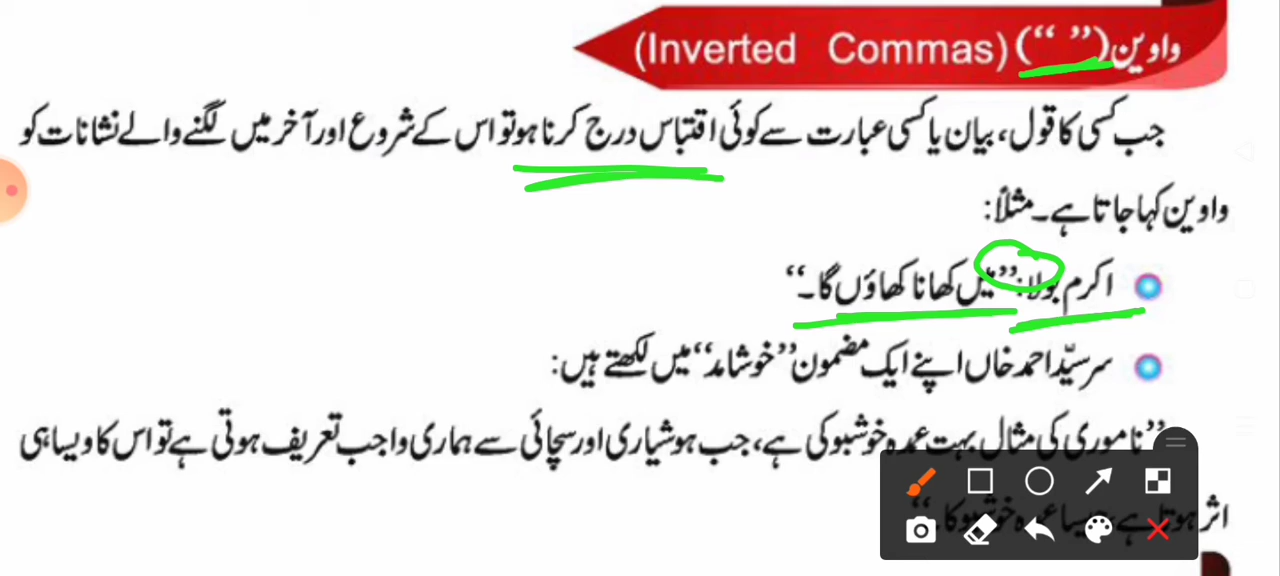 واوین (“ ”) (Inverted Commas)
جب کسی کا قول، بیان یا کسی عبارت سے کوئی اقتباس درج کرنا ہو تو اس کے شروع اور آخر میں لگنے والے نشانات کو
واوین کہا جاتا ہے۔ مثلاً:
اکرم بولا: ”میں کھانا کھاؤں گا۔“
سر سیّد احمد خاں اپنے ایک مضمون ”خوشامد“ میں لکھتے ہیں:
”ناموری کی مثال بہت عمدہ خوشبو کی ہے، جب ہوشیاری اور سچائی سے ہماری واجب تعریف ہوتی ہے تو اس کا ویسا ہی
اثر ہوتا ہے جیسا عمدہ خوشبو کا۔“